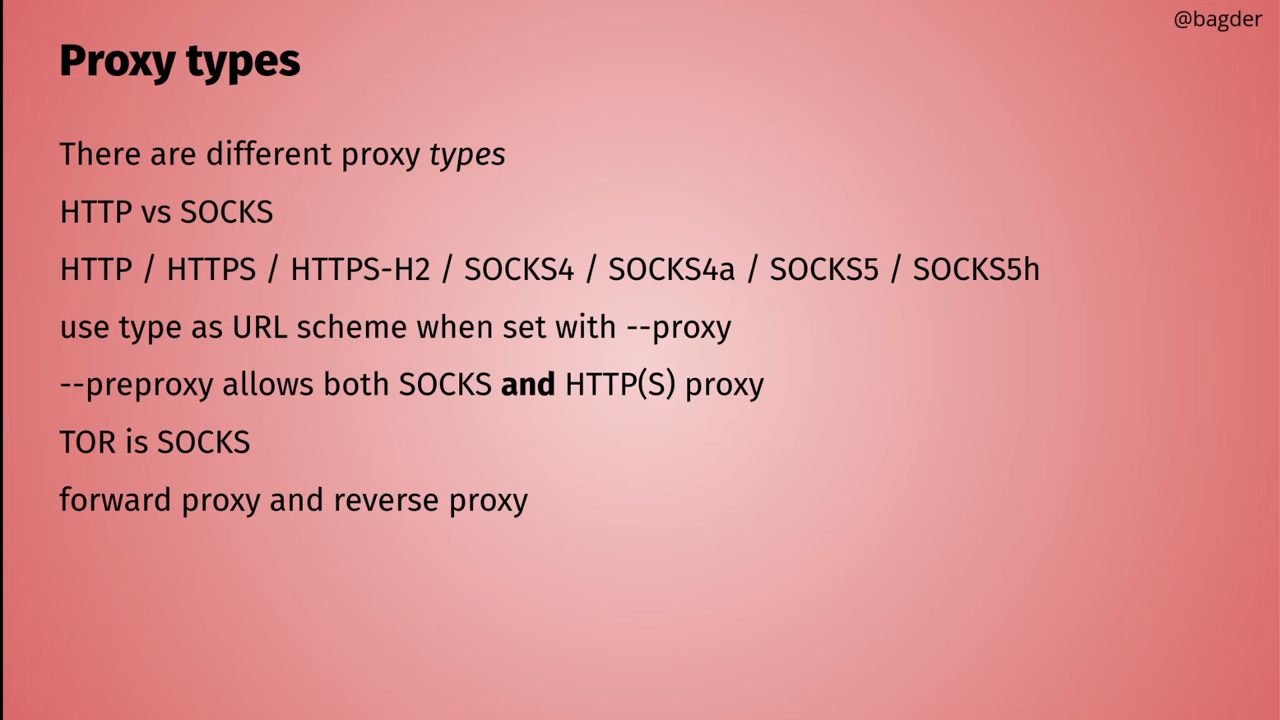 @bagder
Proxy types
There are different proxy types
HTTP vs SOCKS
HTTP / HTTPS / HTTPS-H2 / SOCKS4 / SOCKS4a / SOCKS5 / SOCKS5h
use type as URL scheme when set with --proxy
--preproxy allows both SOCKS and HTTP(S) proxy
TOR is SOCKS
forward proxy and reverse proxy